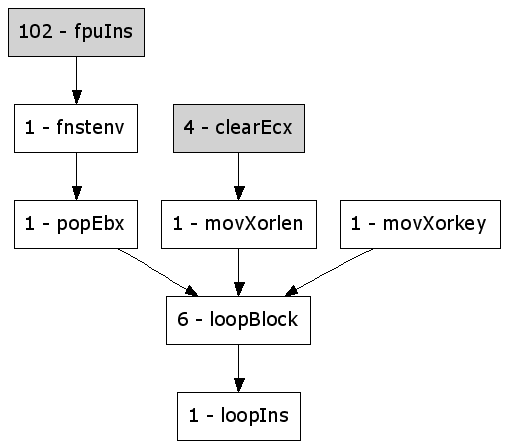 102 - fpuIns
1 - fnstenv
4 - clearEcx
1 - popEbx
1 - movXorlen
1 - movXorkey
6 - loopBlock
1 - loopIns